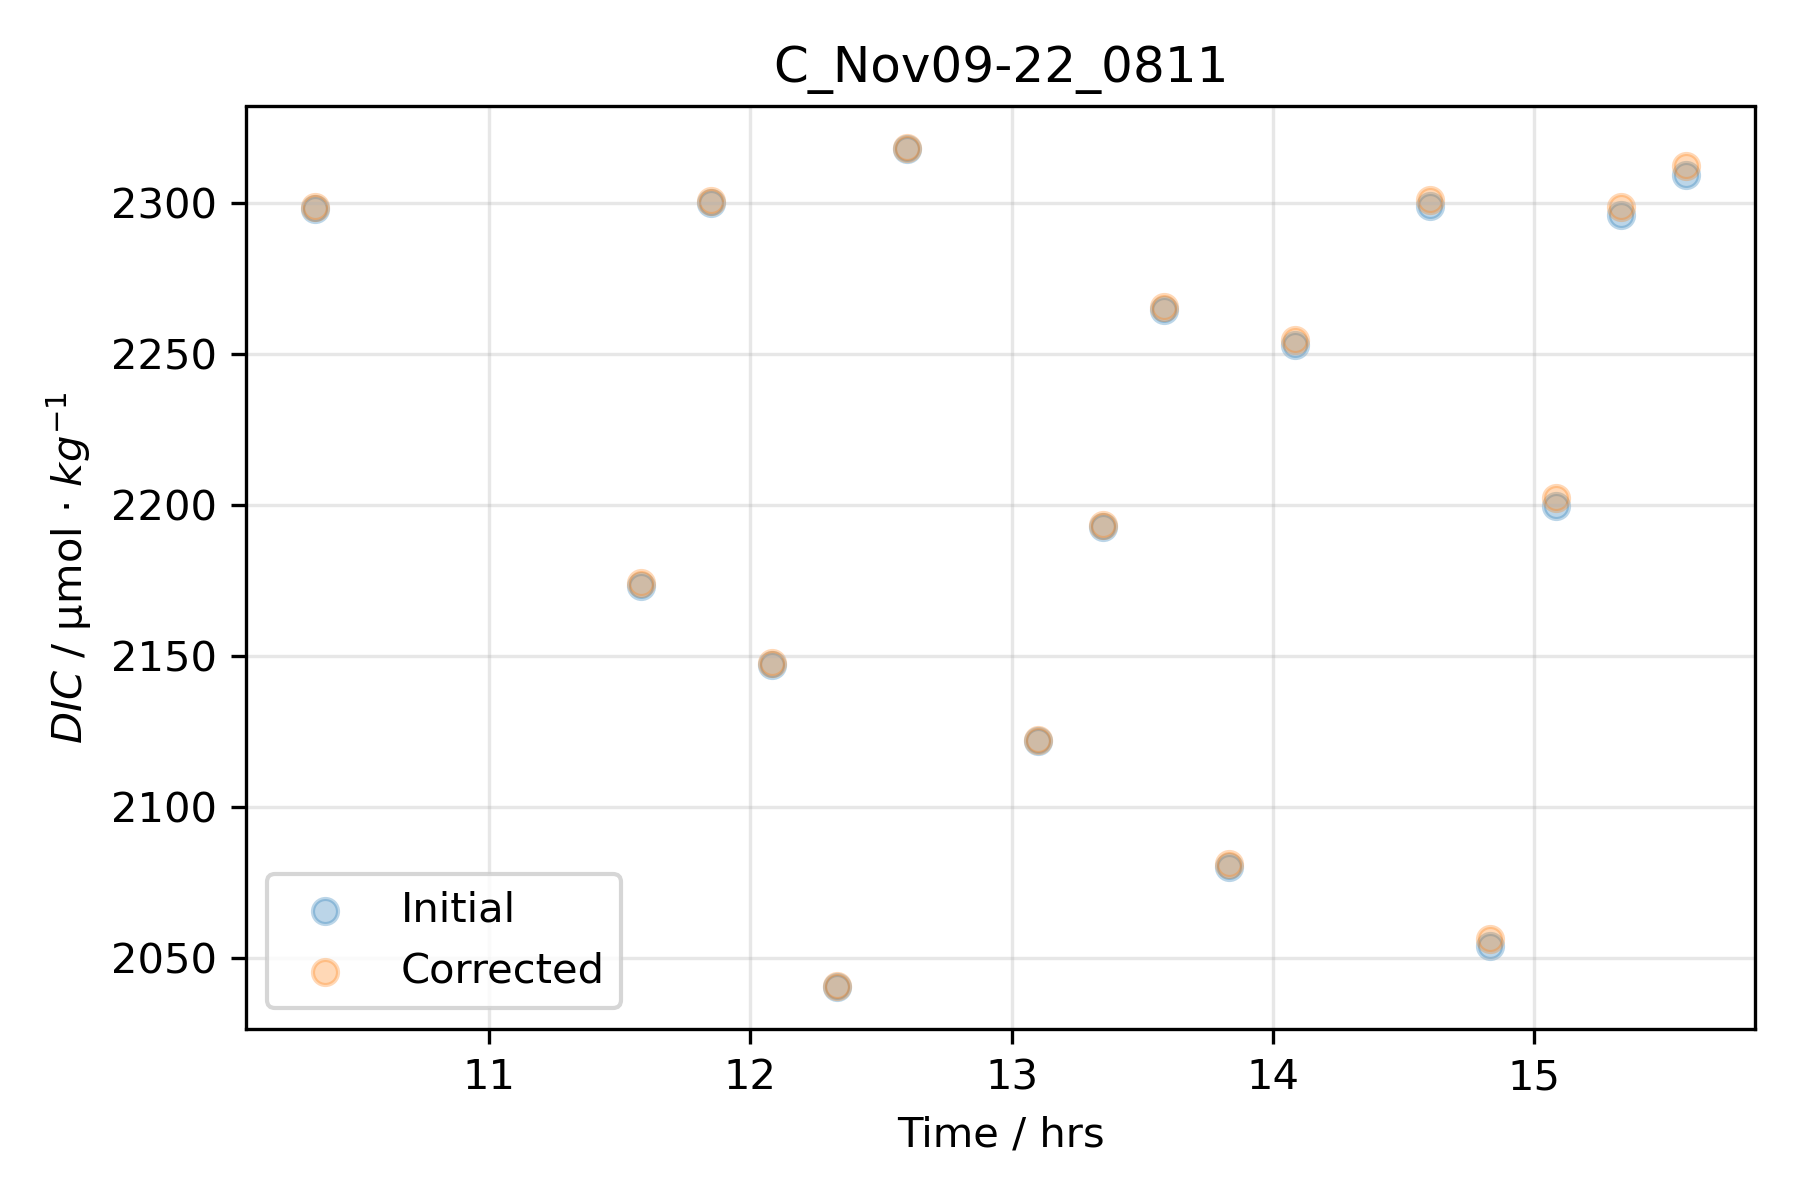 C_Nov09-22_0811
2300
2250
2200
2150
2100
2050
DIC / μmol · kg⁻¹
Initial
Corrected
11 12 13 14 15
Time / hrs